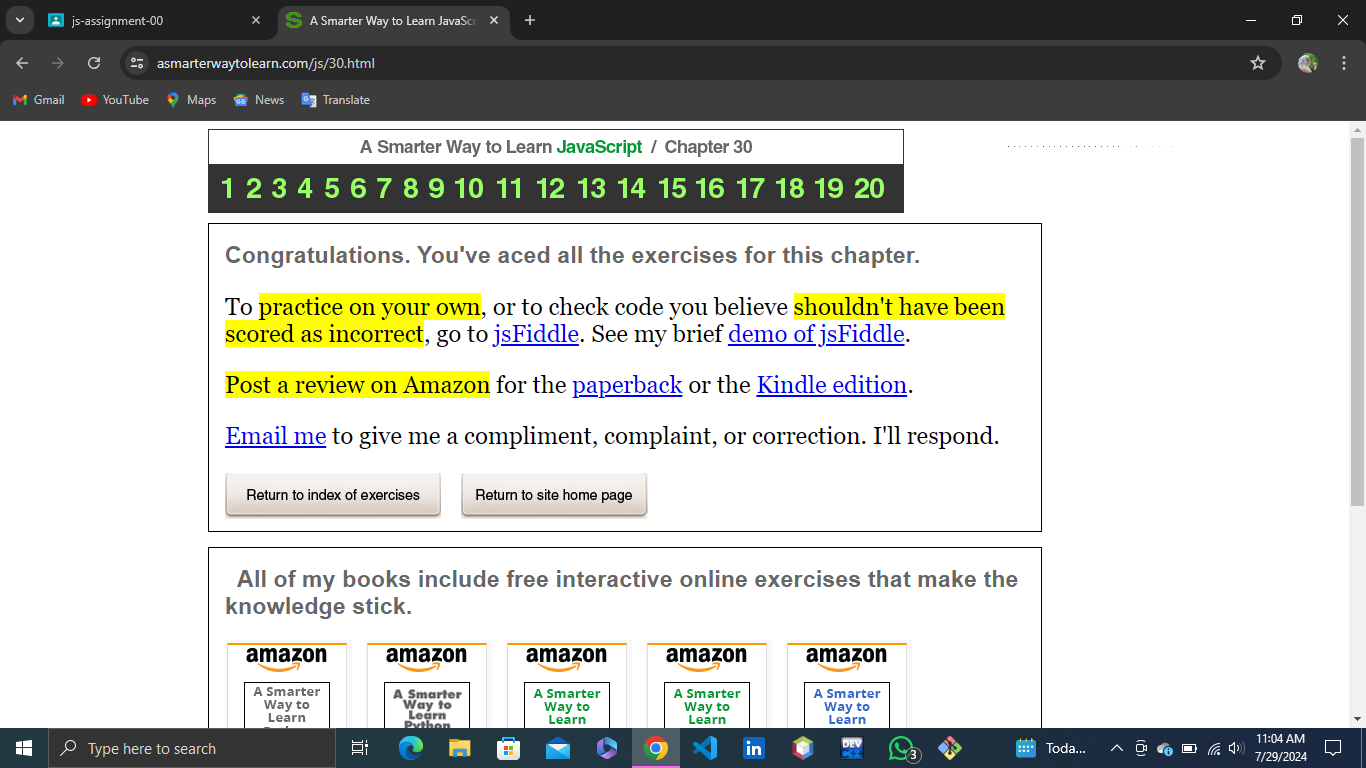 js-assignment-00
A Smarter Way to Learn JavaScr
asmarterwaytolearn.com/js/30.html
Gmail YouTube Maps News Translate
A Smarter Way to Learn JavaScript / Chapter 30
1 2 3 4 5 6 7 8 9 10 11 12 13 14 15 16 17 18 19 20
Congratulations. You've aced all the exercises for this chapter.
To practice on your own, or to check code you believe shouldn't have been
scored as incorrect, go to jsFiddle. See my brief demo of jsFiddle.
Post a review on Amazon for the paperback or the Kindle edition.
Email me to give me a compliment, complaint, or correction. I'll respond.
Return to index of exercises Return to site home page
All of my books include free interactive online exercises that make the
knowledge stick.
amazon amazon amazon amazon amazon
A Smarter A Smarter A Smarter A Smarter A Smarter
Way to Way to Way to Way to Way to
Learn Learn Learn Learn Learn
Python
Type here to search
DEV
3
Toda...
11:04 AM
7/29/2024